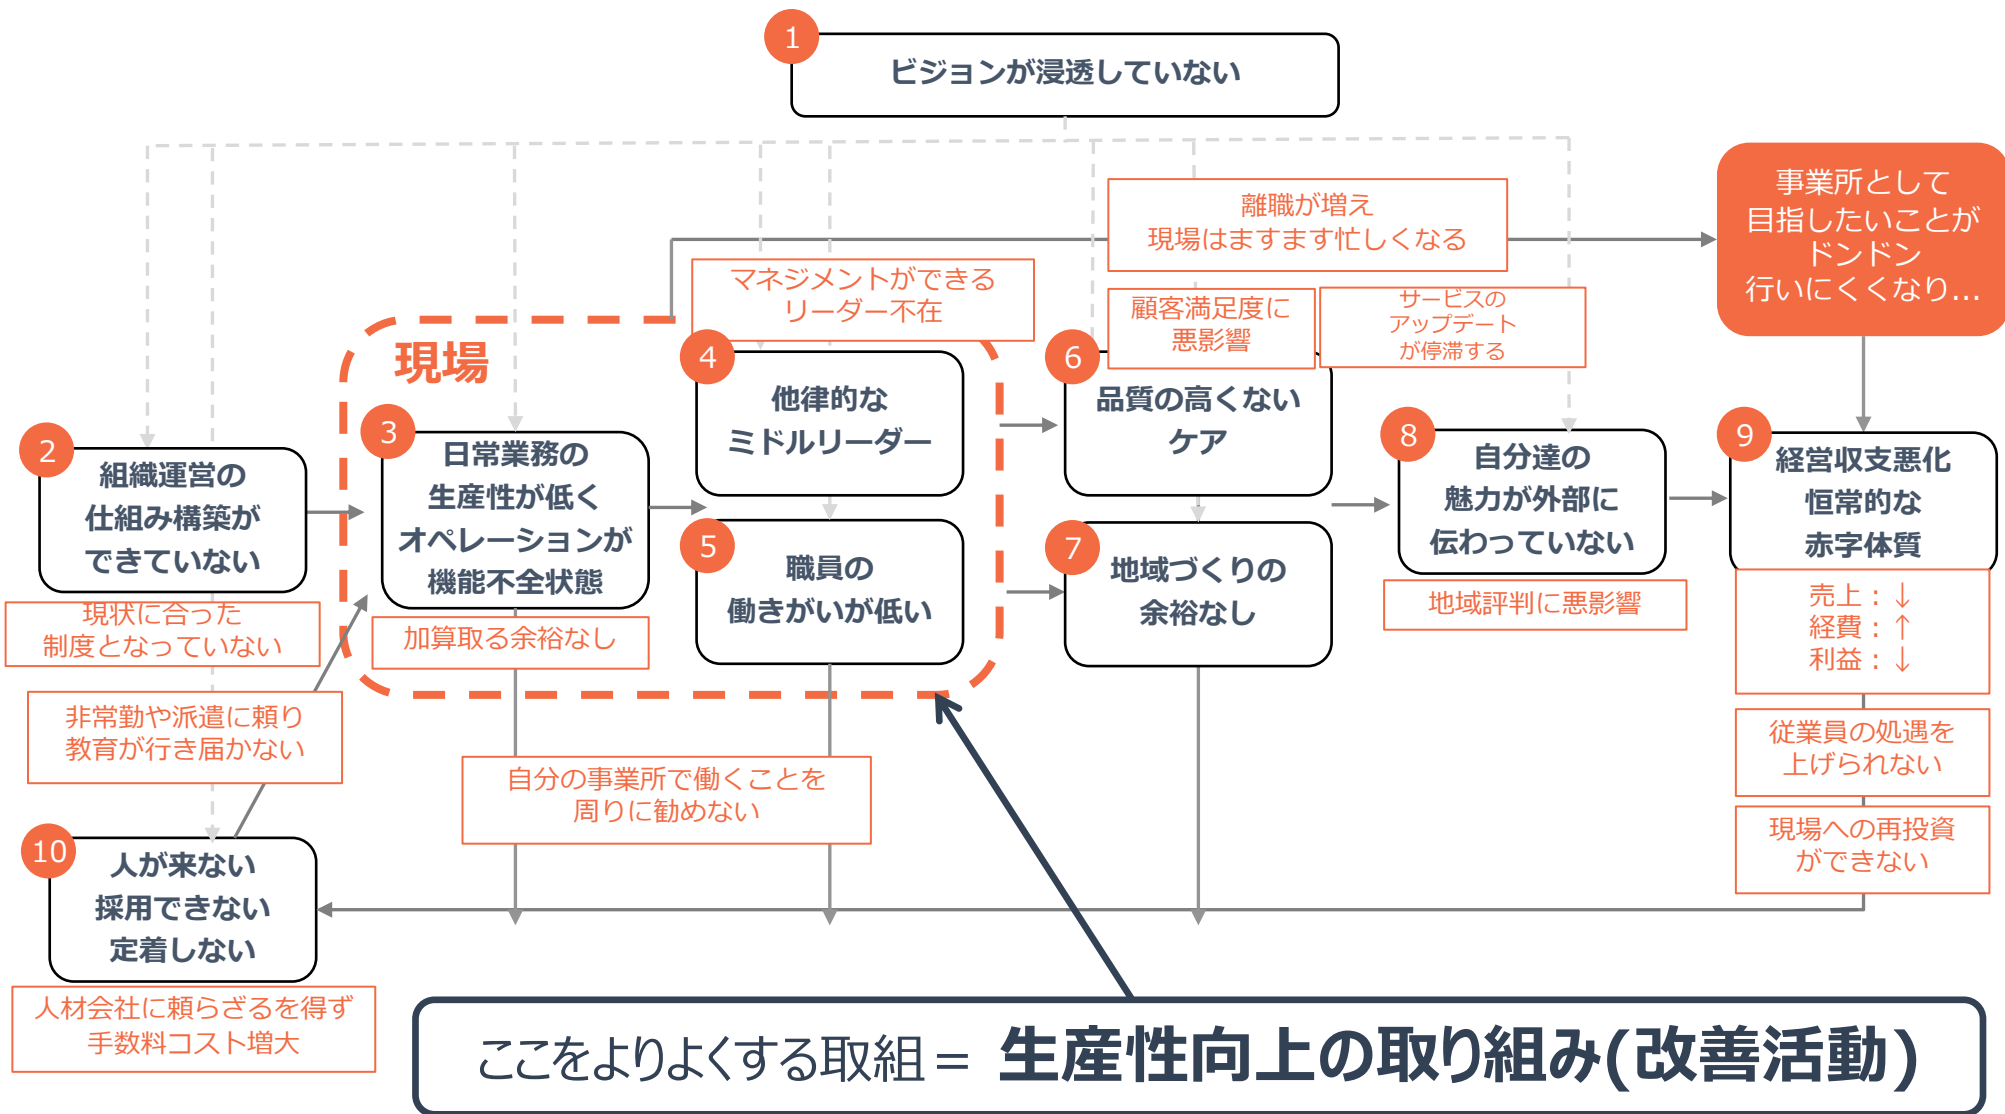 1
ビジョンが浸透していない
事業所として
目指したいことが
ドンドン
行いにくくなり…
離職が増え
現場はますます忙しくなる
マネジメントができる
リーダー不在
顧客満足度に
悪影響
サービスの
アップデート
が停滞する
現場
2
組織運営の
仕組み構築が
できていない
現状に合った
制度となっていない
3
日常業務の
生産性が低く
オペレーションが
機能不全状態
加算取る余裕なし
4
他律的な
ミドルリーダー
5
職員の
働きがいが低い
6
品質の高くない
ケア
7
地域づくりの
余裕なし
8
自分達の
魅力が外部に
伝わっていない
地域評判に悪影響
9
経営収支悪化
恒常的な
赤字体質
売上：↓
経費：↑
利益：↓
従業員の処遇を
上げられない
現場への再投資
ができない
非常勤や派遣に頼り
教育が行き届かない
自分の事業所で働くことを
周りに勧めない
10
人が来ない
採用できない
定着しない
人材会社に頼らざるを得ず
手数料コスト増大
ここをよりよくする取組＝ 生産性向上の取り組み(改善活動)